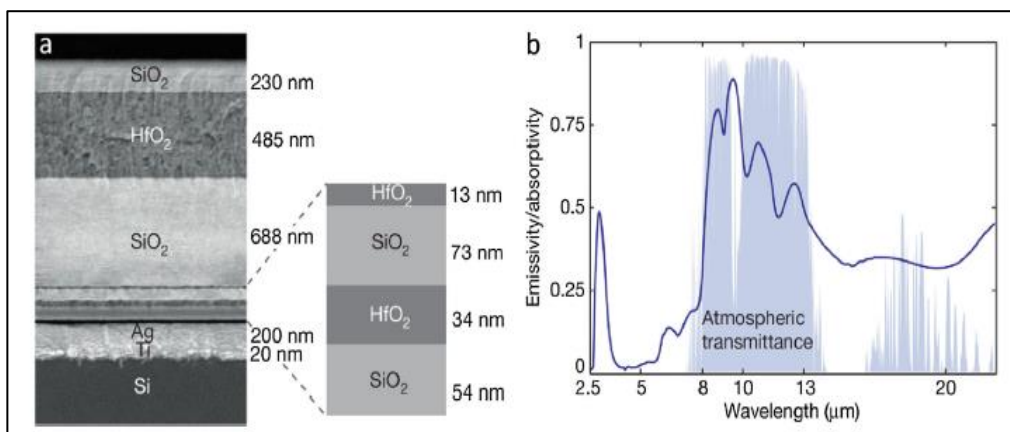 a
SiO₂
230 nm
HfO₂
485 nm
SiO₂
688 nm
Ag
200 nm
Ti
20 nm
Si
HfO₂
13 nm
SiO₂
73 nm
HfO₂
34 nm
SiO₂
54 nm
b
Emissivity/absorptivity
1
0.75
0.5
0.25
0
Atmospheric
transmittance
2.5 5 8 10 13 20
Wavelength (μm)